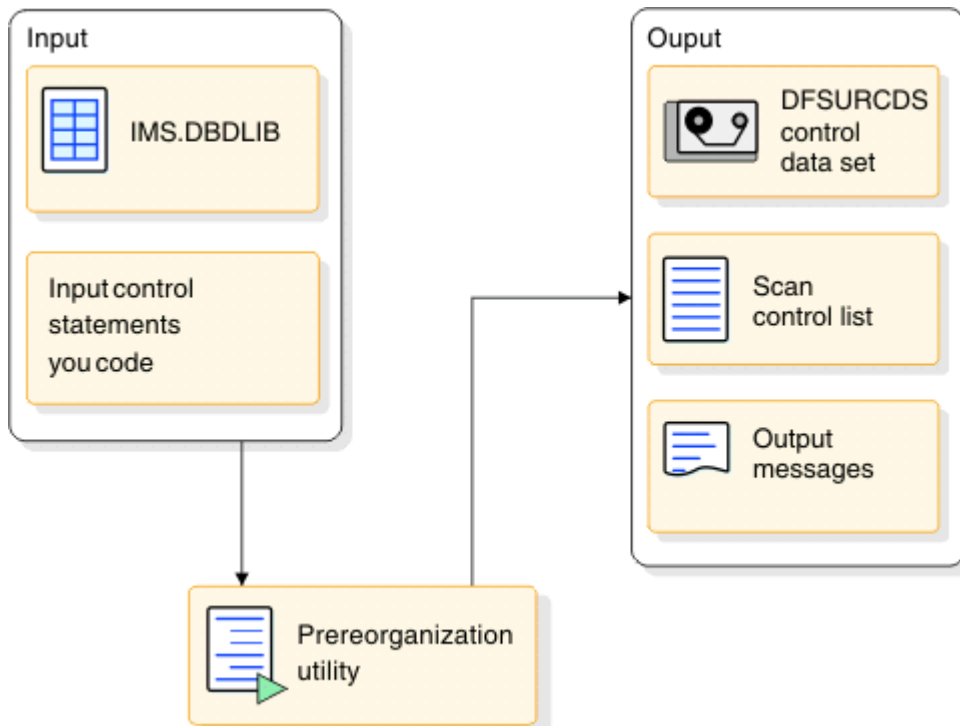 Input
IMS.DBDLIB
Input control
statements
you code
Prereorganization
utility
Ouput
DFSURCDS
control
data set
Scan
control list
Output
messages